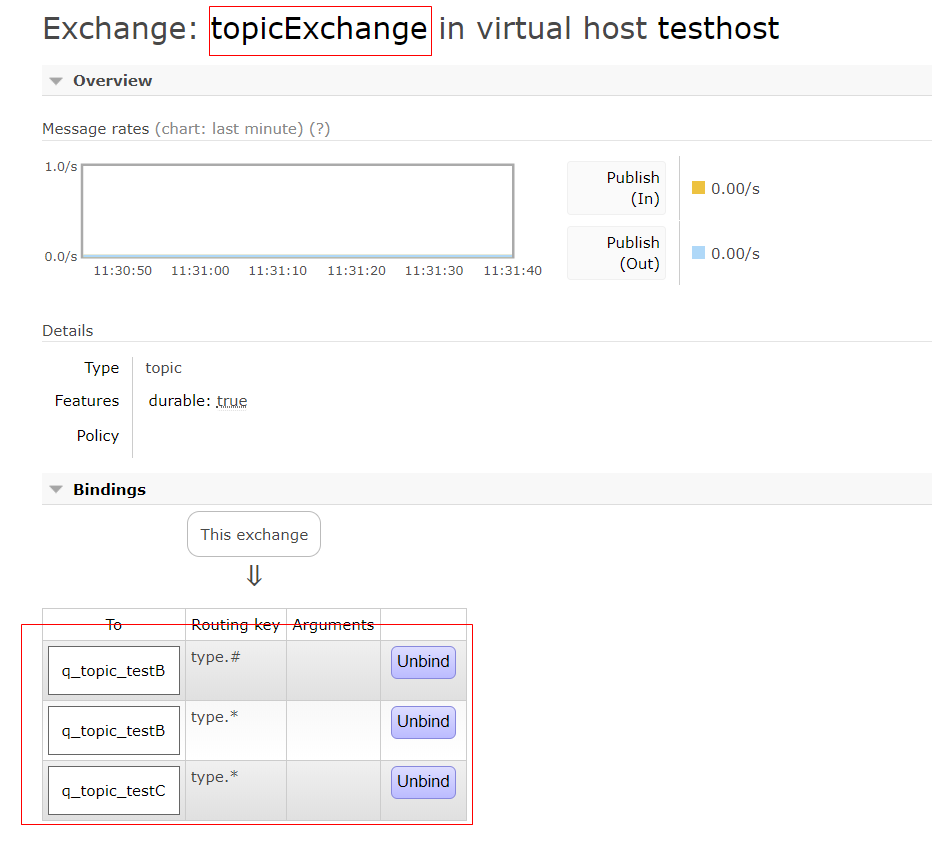 Exchange: topicExchange in virtual host testhost
Overview
Message rates (chart: last minute) (?)
1.0/s
0.0/s
11:30:50 11:31:00 11:31:10 11:31:20 11:31:30 11:31:40
Publish
(In)
0.00/s
Publish
(Out)
0.00/s
Details
Type topic
Features durable: true
Policy
Bindings
This exchange
⇓
To Routing key Arguments
q_topic_testB type.# Unbind
q_topic_testB type.* Unbind
q_topic_testC type.* Unbind